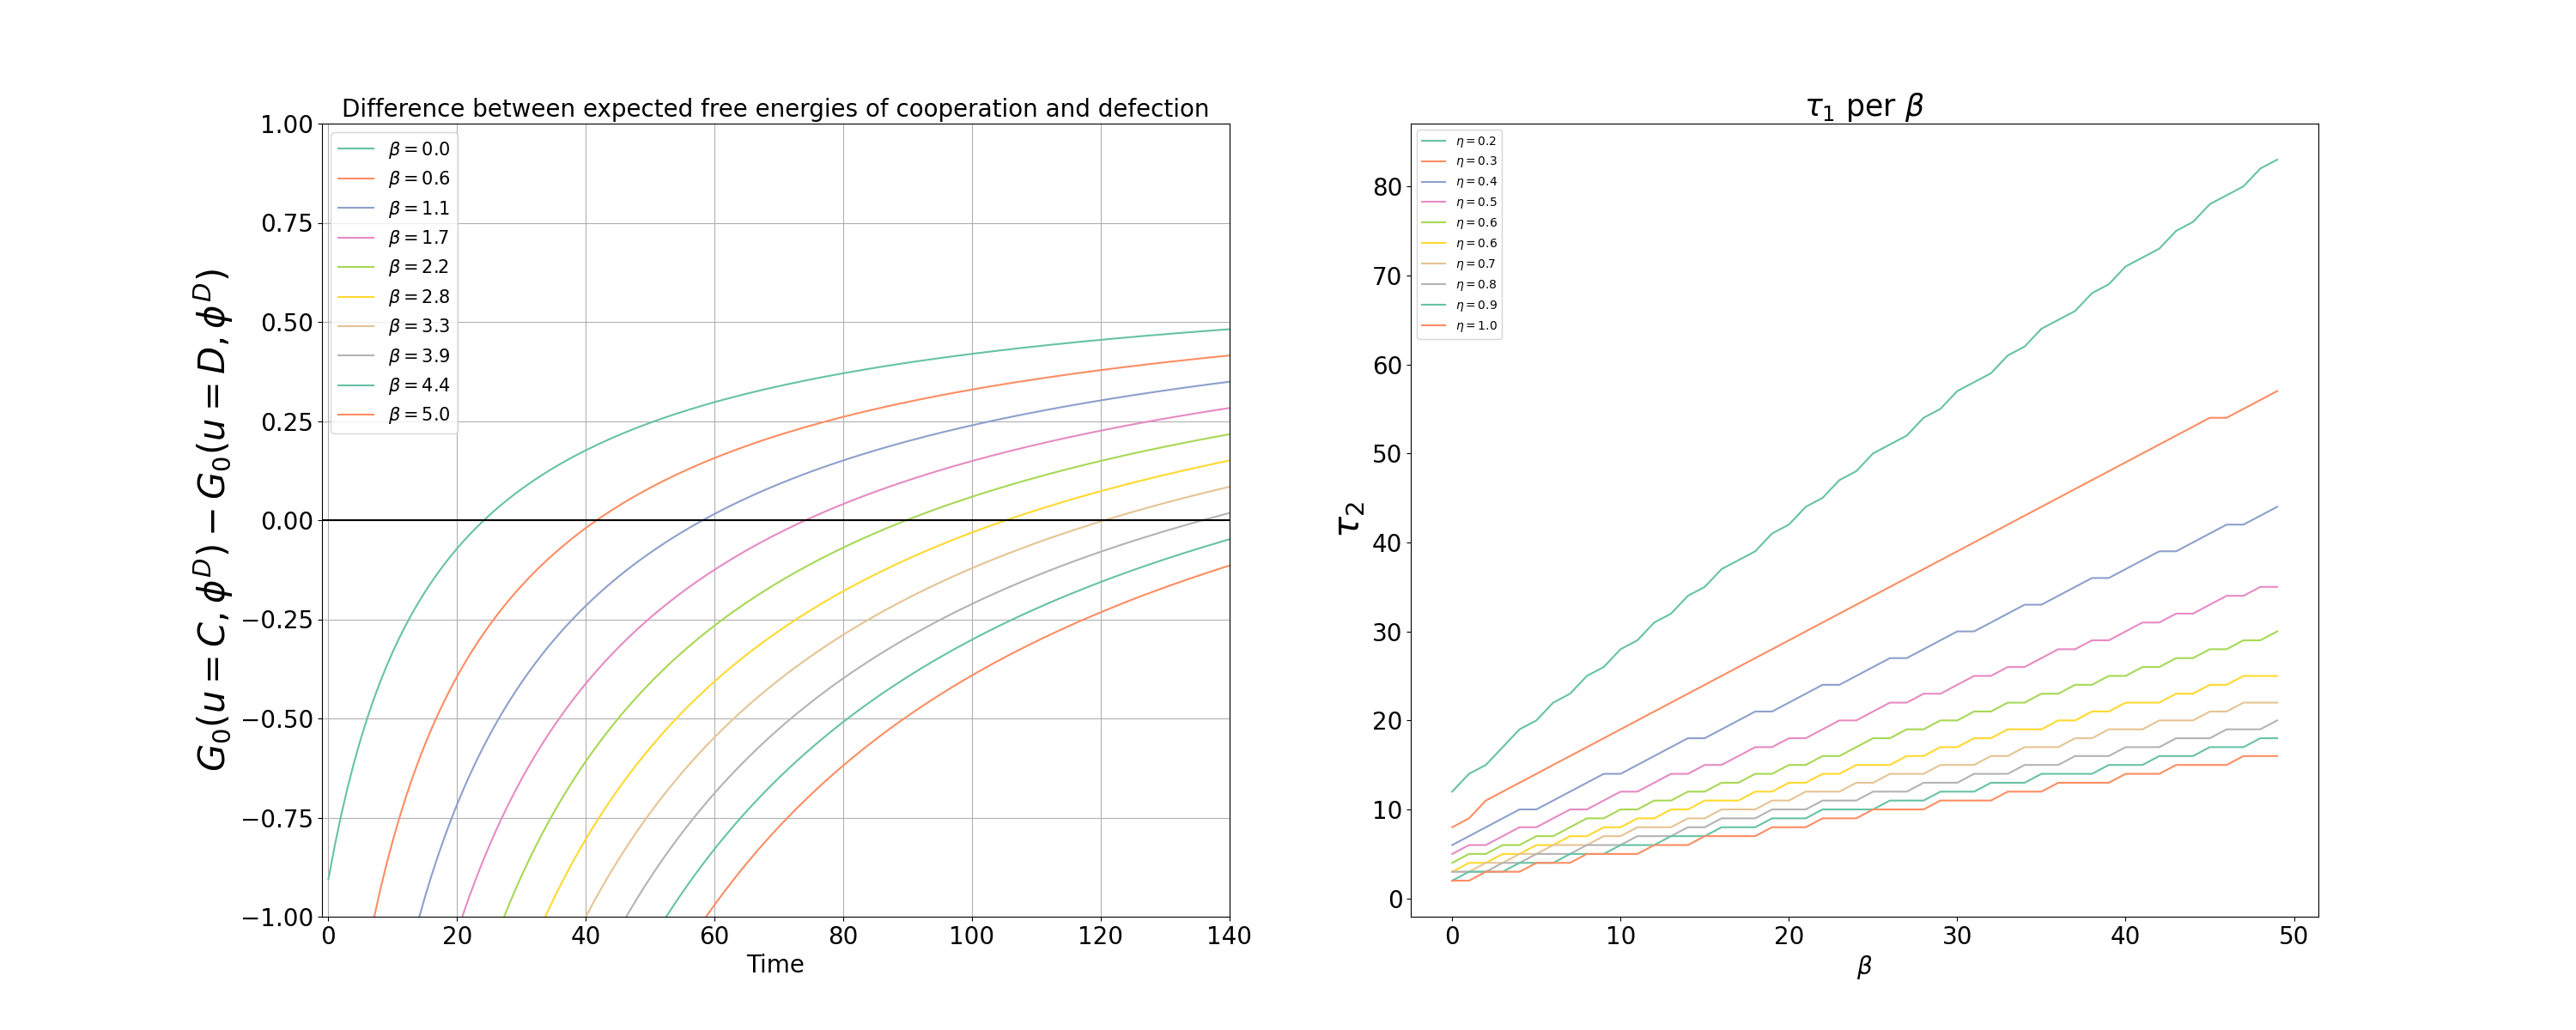 Difference between expected free energies of cooperation and defection
G₀(u = C, ϕᴰ) − G₀(u = D, ϕᴰ)
1.00
0.75
0.50
0.25
0.00
−0.25
−0.50
−0.75
−1.00
β = 0.0
β = 0.6
β = 1.1
β = 1.7
β = 2.2
β = 2.8
β = 3.3
β = 3.9
β = 4.4
β = 5.0
0 20 40 60 80 100 120 140
Time
τ₁ per β
τ₂
80
70
60
50
40
30
20
10
0
η = 0.2
η = 0.3
η = 0.4
η = 0.5
η = 0.6
η = 0.6
η = 0.7
η = 0.8
η = 0.9
η = 1.0
0 10 20 30 40 50
β